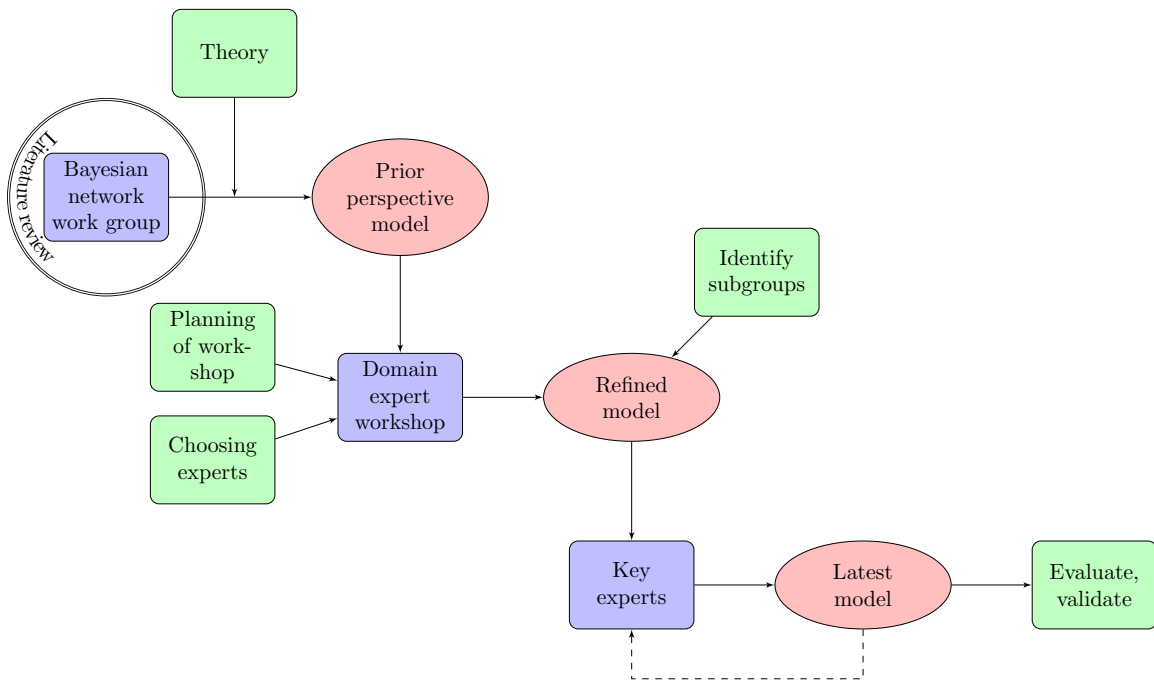 Theory
Literature review
Bayesian
network
work group
Prior
perspective
model
Identify
subgroups
Planning
of work-
shop
Domain
expert
workshop
Refined
model
Choosing
experts
Key
experts
Latest
model
Evaluate,
validate